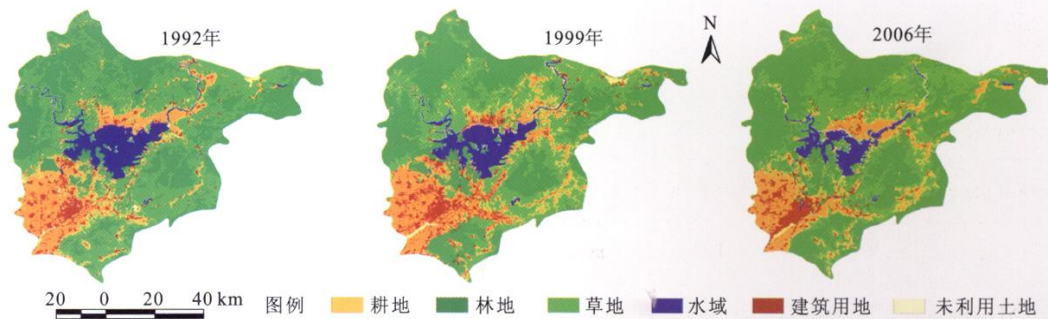 1992年
1999年
N
2006年
20 0 20 40 km
图例 耕地 林地 草地 水域 建筑用地 未利用土地